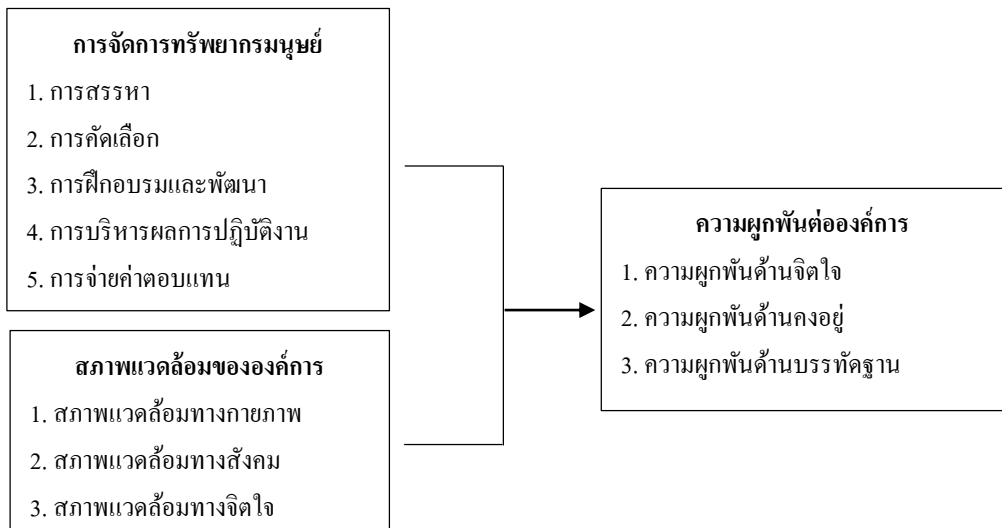 การจัดการทรัพยากรมนุษย์
1. การสรรหา
2. การคัดเลือก
3. การฝึกอบรมและพัฒนา
4. การบริหารผลการปฏิบัติงาน
5. การจ่ายค่าตอบแทน
สภาพแวดล้อมขององค์การ
1. สภาพแวดล้อมทางกายภาพ
2. สภาพแวดล้อมทางสังคม
3. สภาพแวดล้อมทางจิตใจ
ความผูกพันต่อองค์การ
1. ความผูกพันด้านจิตใจ
2. ความผูกพันด้านคงอยู่
3. ความผูกพันด้านบรรทัดฐาน